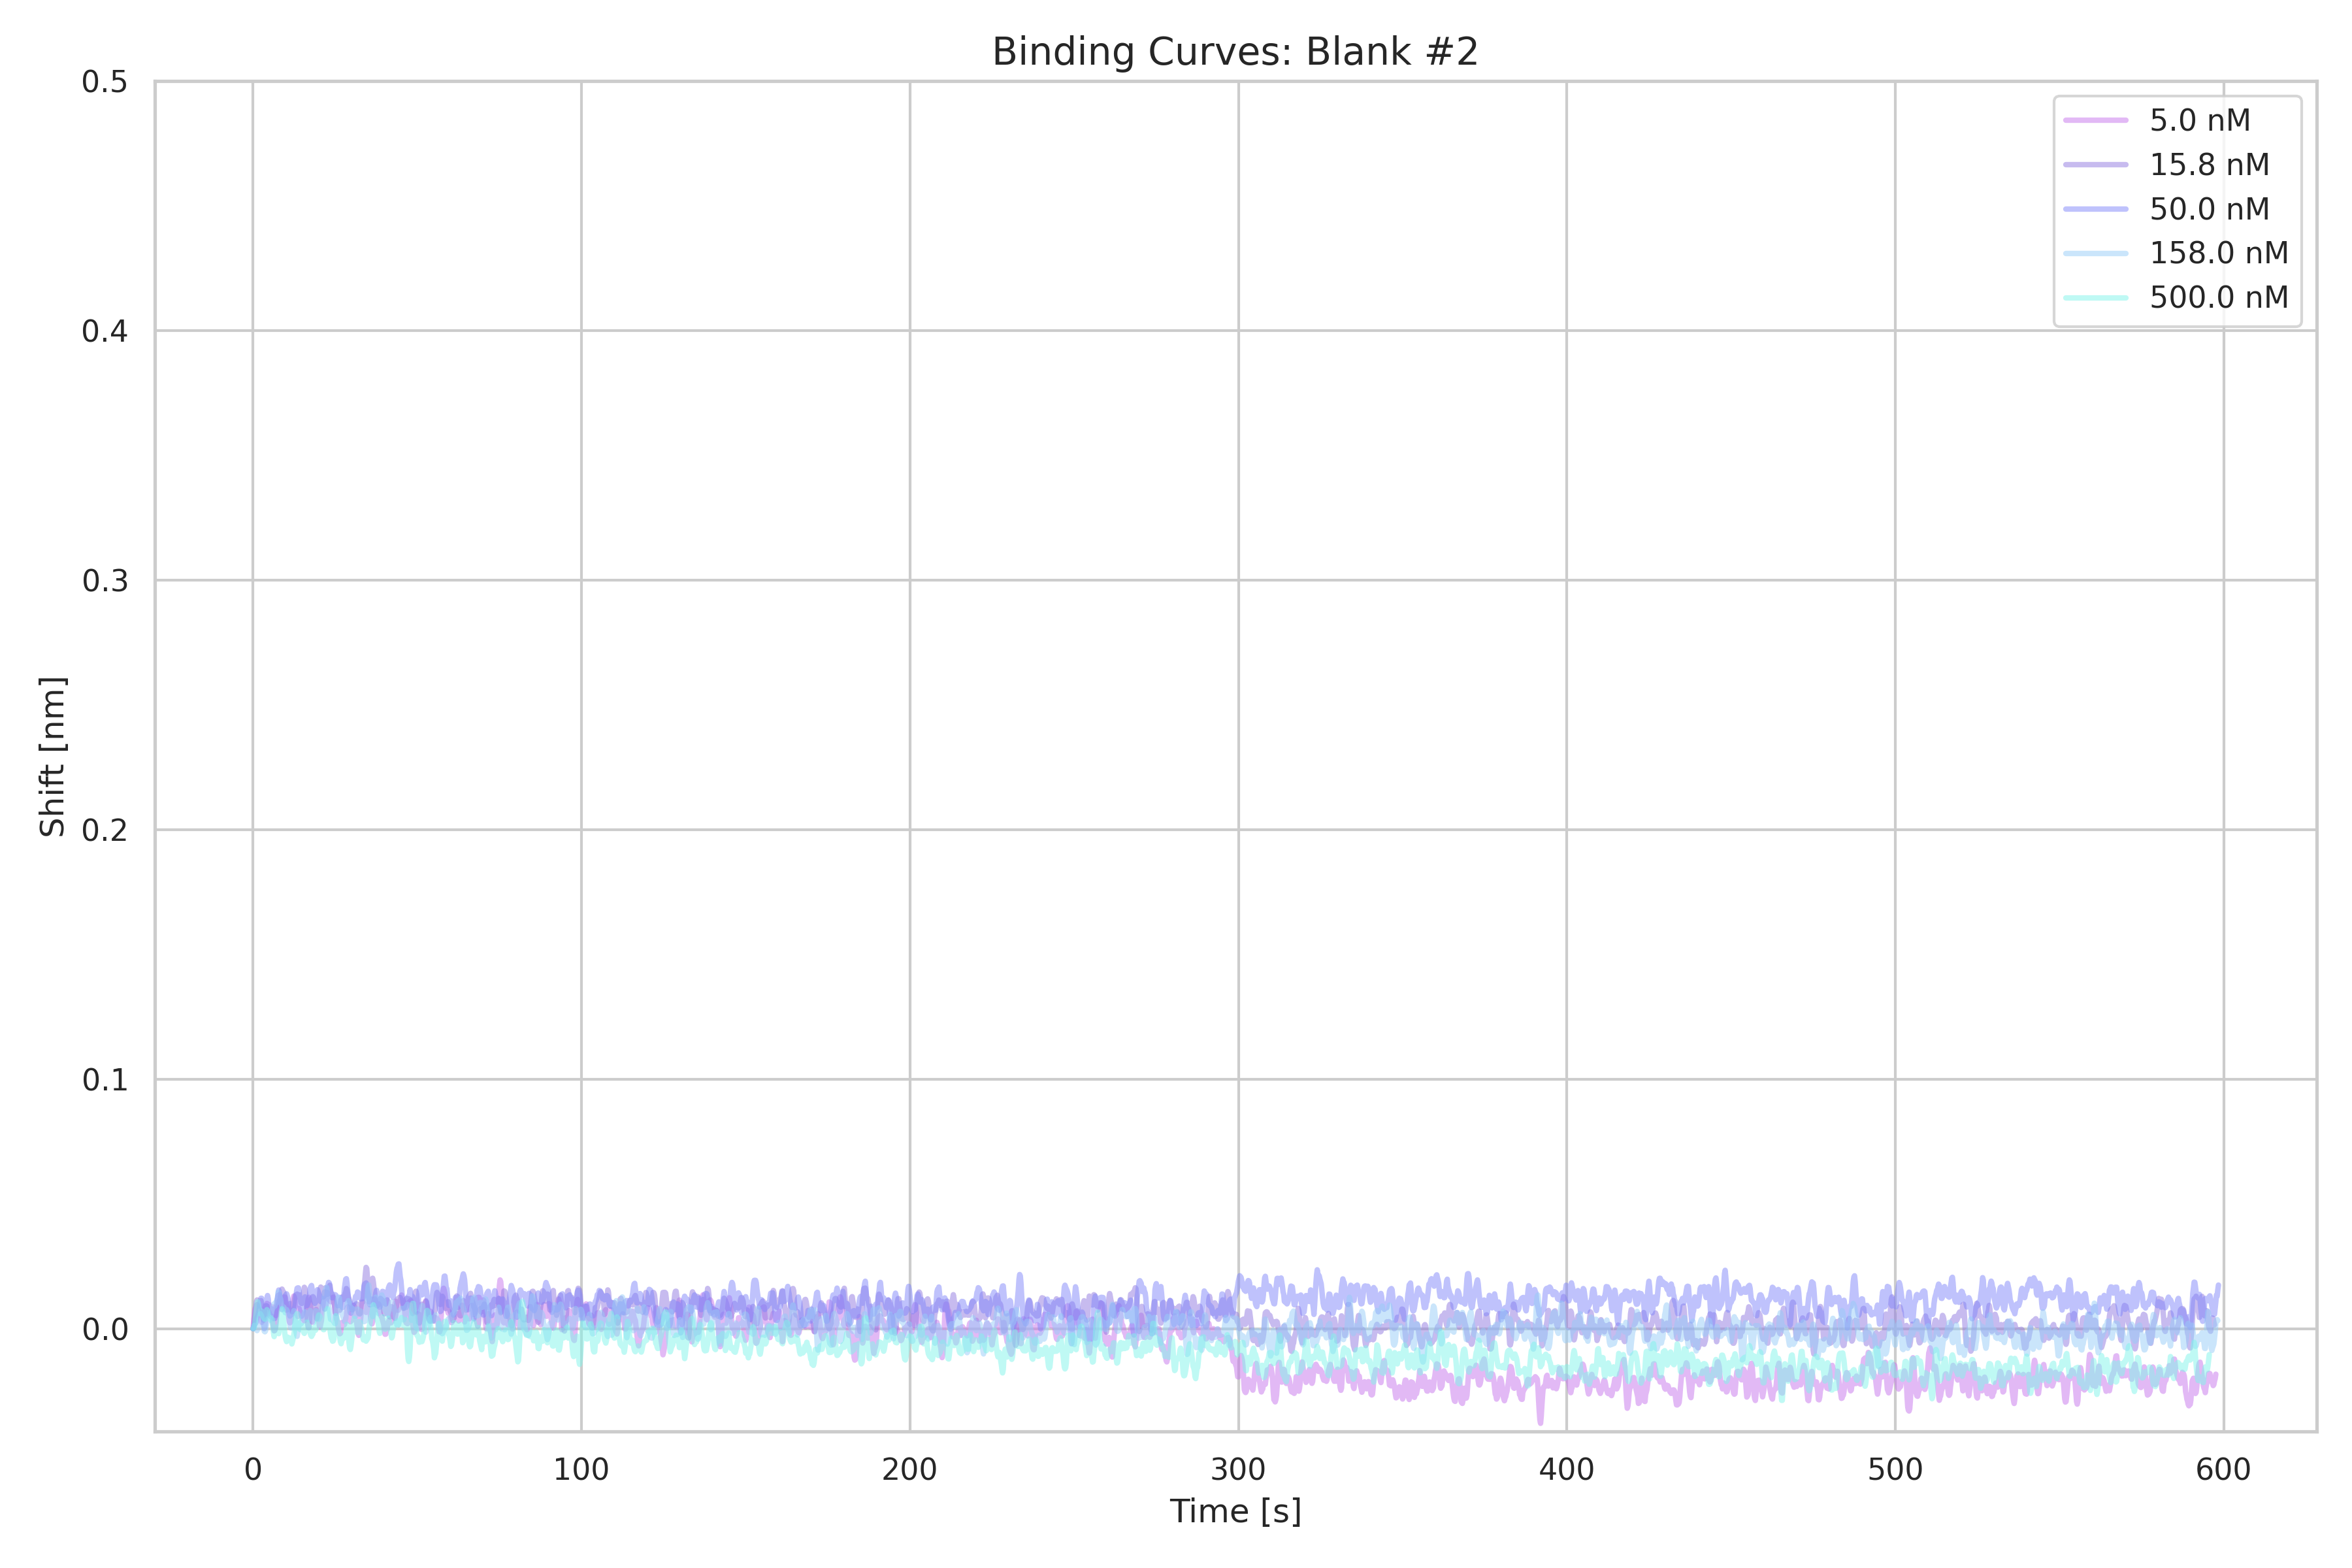 Binding Curves: Blank #2
0.5
0.4
0.3
0.2
0.1
0.0
Shift [nm]
5.0 nM
15.8 nM
50.0 nM
158.0 nM
500.0 nM
0 100 200 300 400 500 600
Time [s]